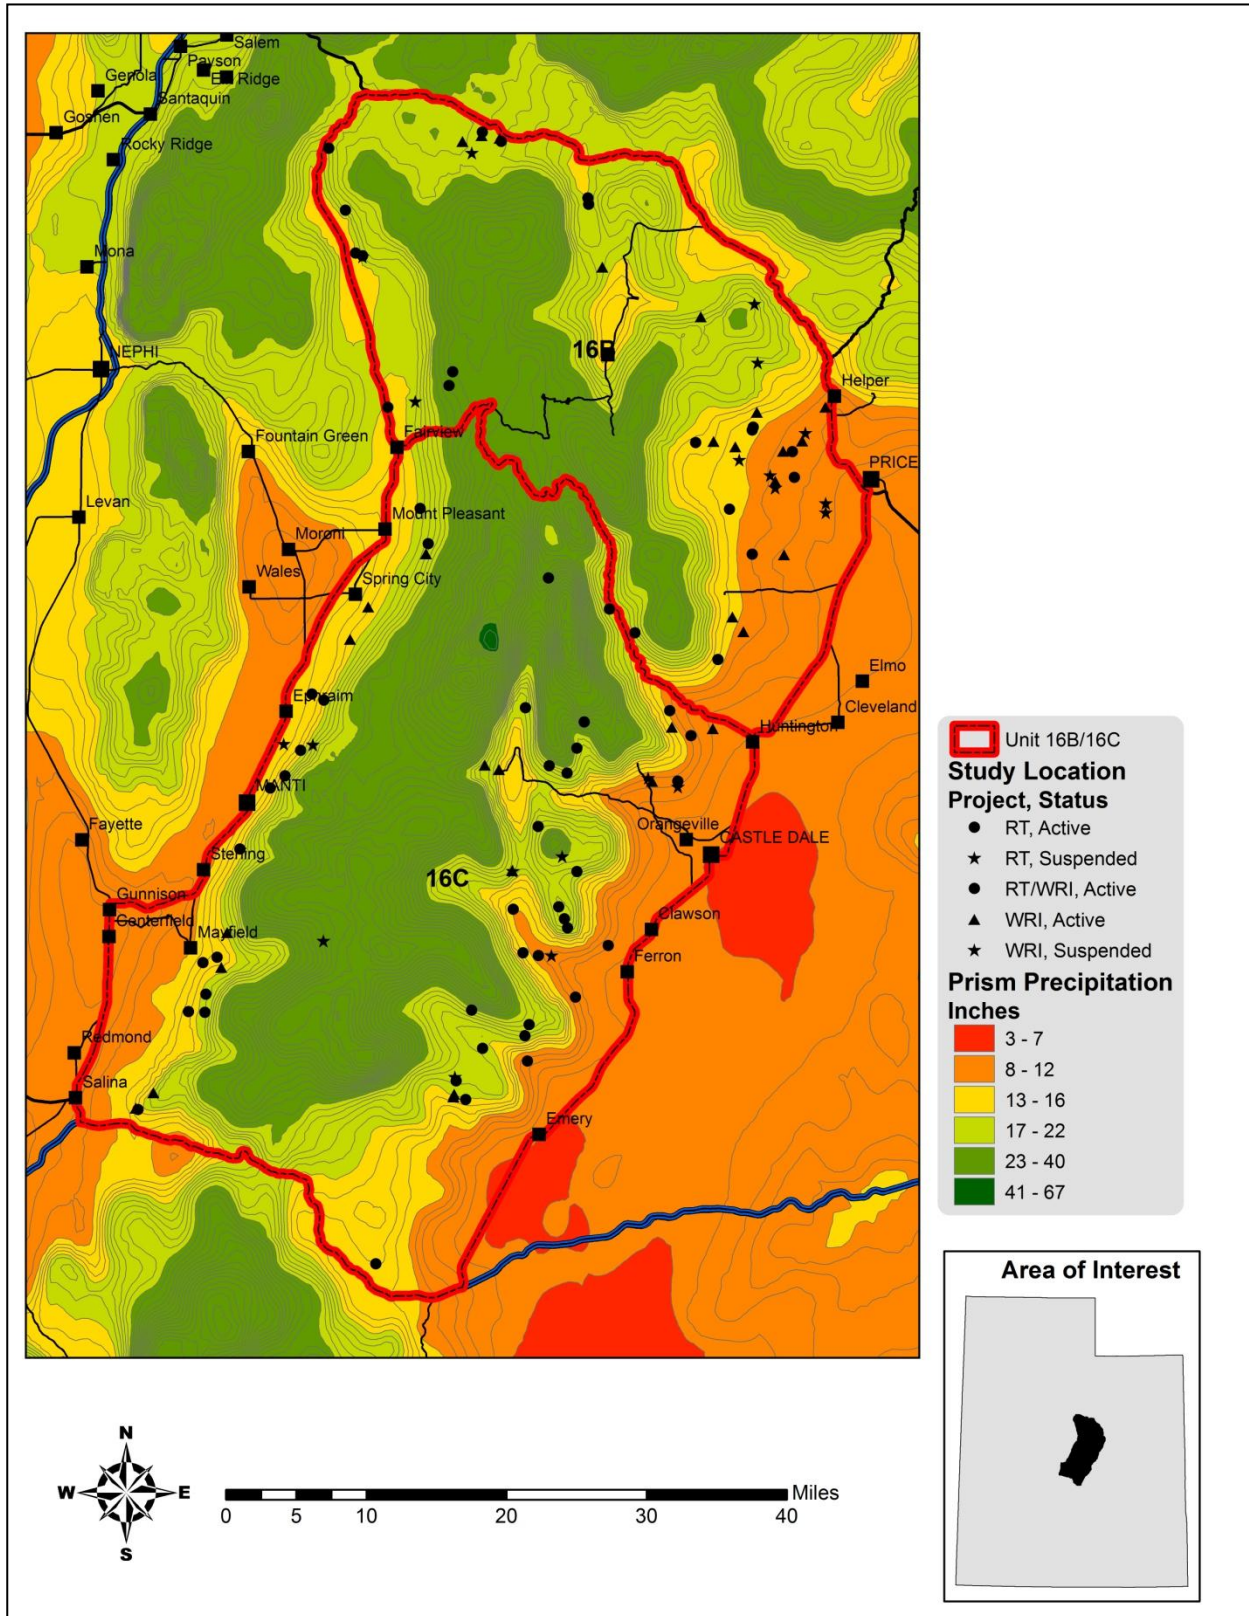 Salem
Payson
Ridge
Genola
Santaquin
Goshen
Rocky Ridge
Mona
NEPHI
16B
Helper
Fairview
Fountain Green
PRICE
Levan
Mount Pleasant
Moroni
Wales
Spring City
Elmo
Ephraim
Cleveland
Huntington
MANTI
Fayette
Orangeville
CASTLE DALE
Sterling
16C
Gunnison
Centerfield
Clawson
Mayfield
Ferron
Redmond
Salina
Emery
Unit 16B/16C
Study Location
Project, Status
RT, Active
RT, Suspended
RT/WRI, Active
WRI, Active
WRI, Suspended
Prism Precipitation
Inches
3 - 7
8 - 12
13 - 16
17 - 22
23 - 40
41 - 67
Area of Interest
N
W E
S
Miles
0 5 10 20 30 40